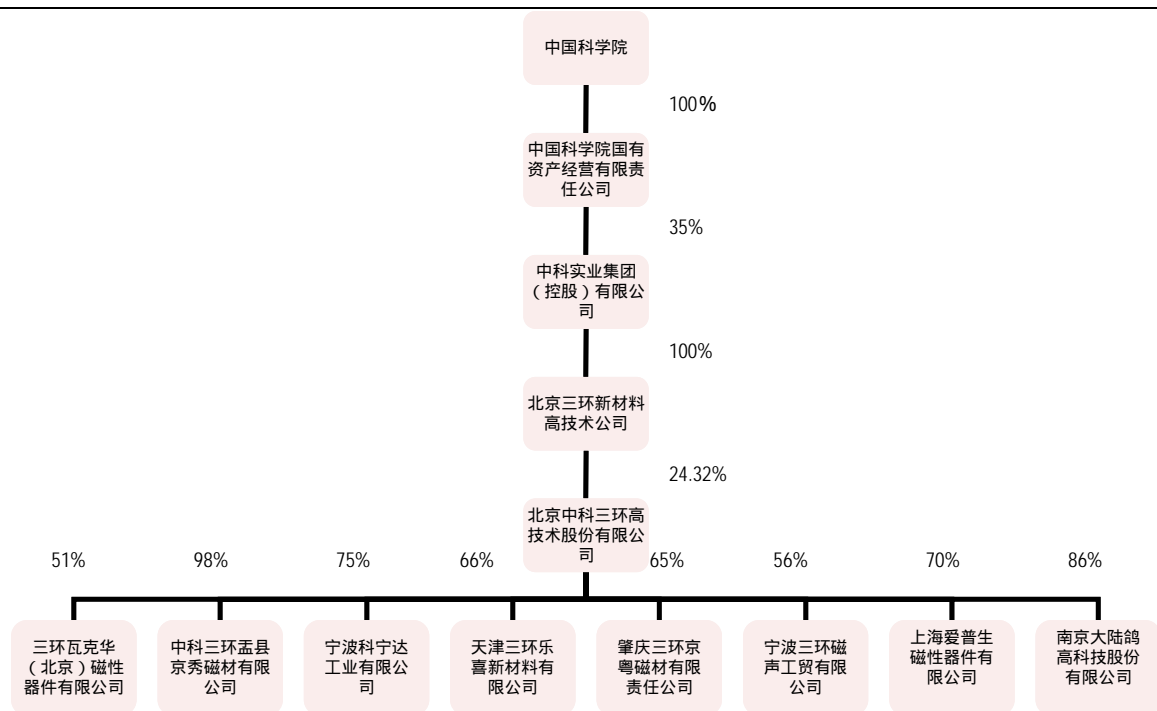 中国科学院
100%
中国科学院国有
资产经营有限责
任公司
35%
中科实业集团
（控股）有限公
司
100%
北京三环新材料
高技术公司
24.32%
北京中科三环高
技术股份有限公
司
51%
98%
75%
66%
65%
56%
70%
86%
三环瓦克华
（北京）磁性
器件有限公司
中科三环盂县
京秀磁材有限
公司
宁波科宁达
工业有限公
司
天津三环乐
喜新材料有
限公司
肇庆三环京
粤磁材有限
责任公司
宁波三环磁
声工贸有限
公司
上海爱普生
磁性器件有
限公司
南京大陆鸽
高科技股份
有限公司